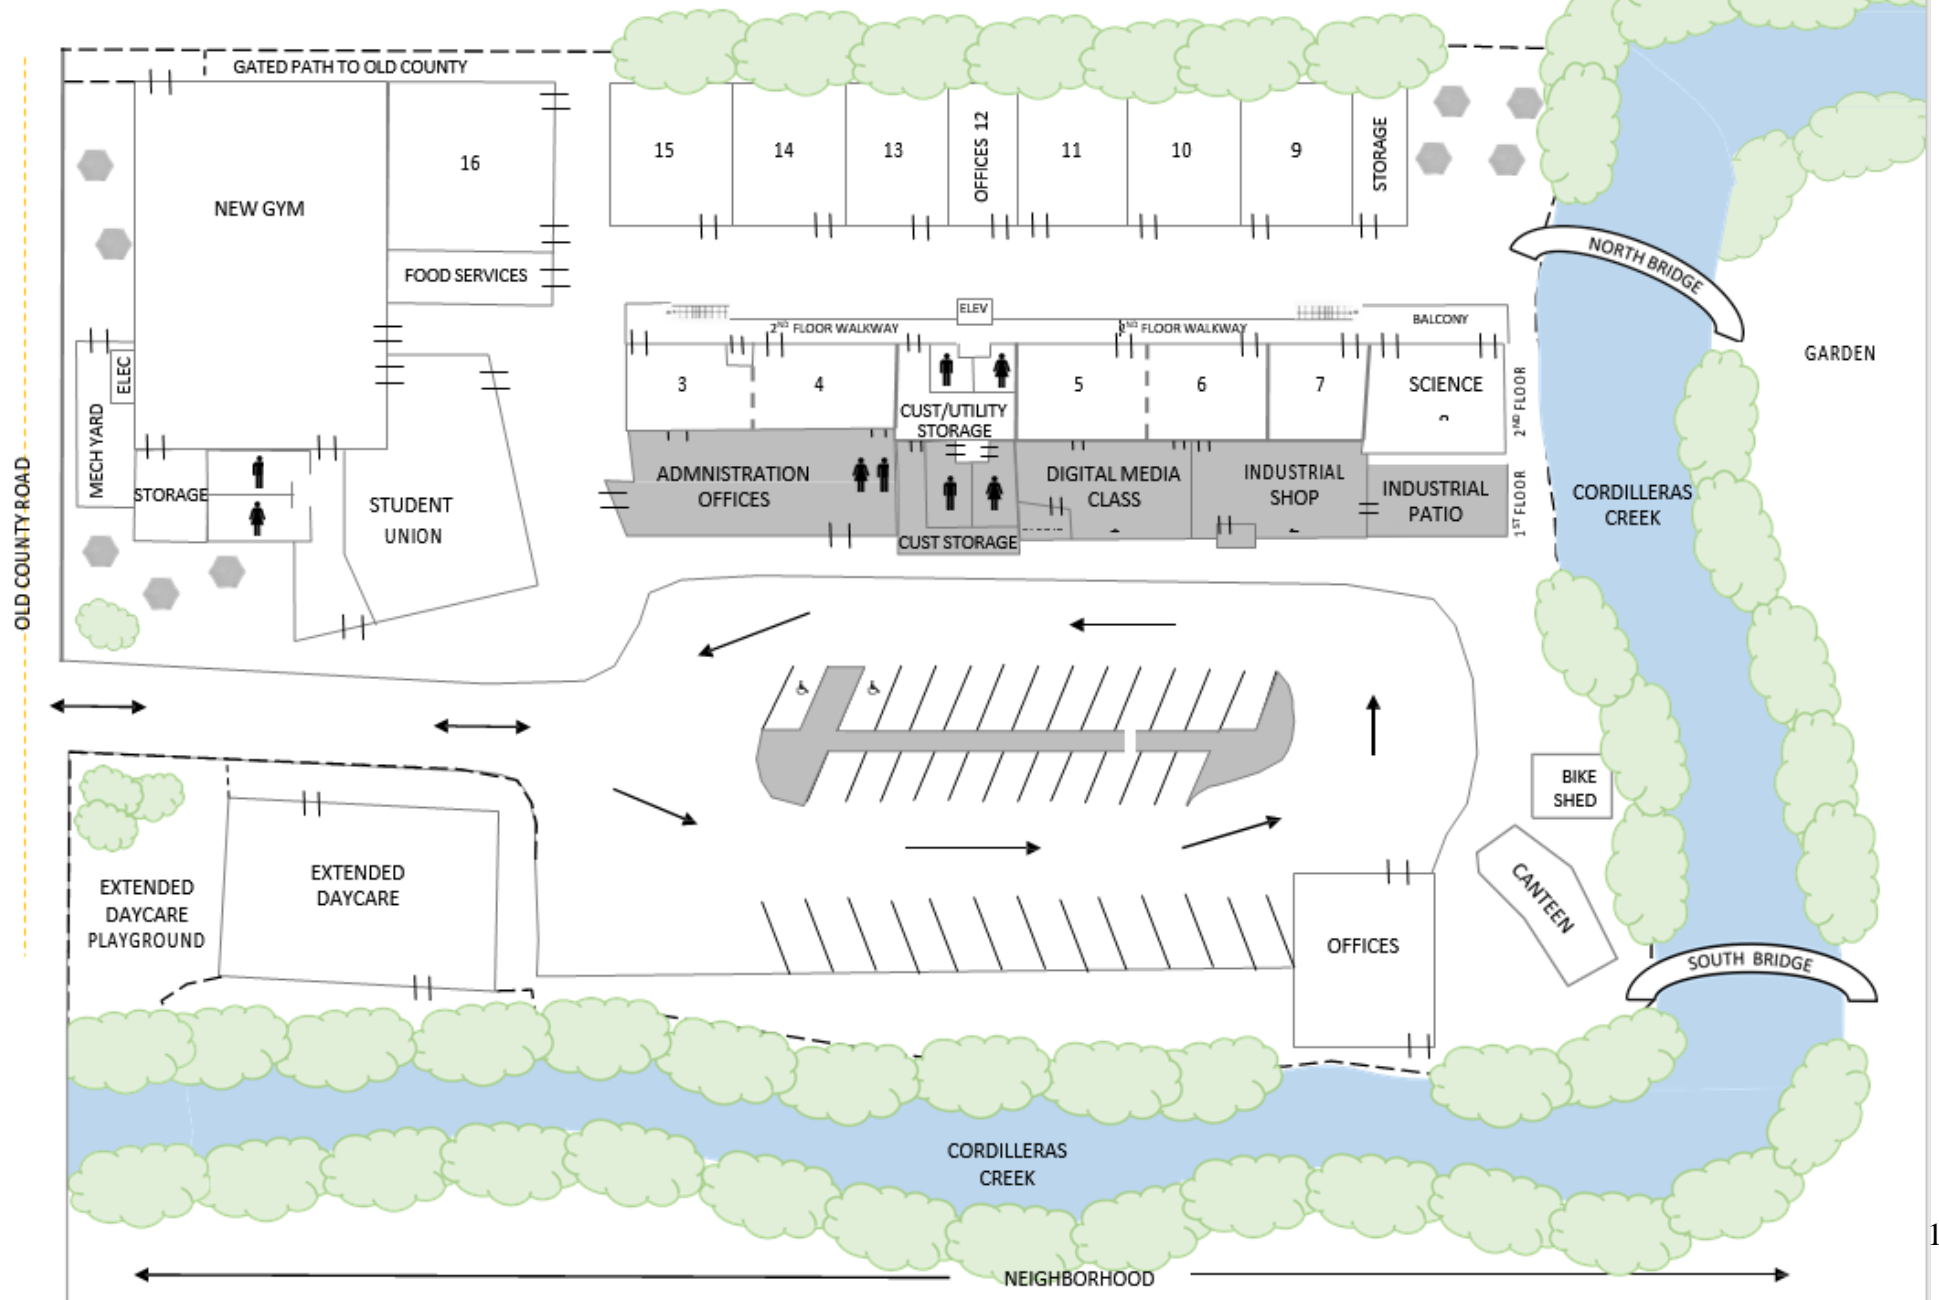 GATED PATH TO OLD COUNTY
15
14
13
OFFICES 12
11
10
9
STORAGE
16
NEW GYM
FOOD SERVICES
NORTH BRIDGE
ELEV
2ND FLOOR WALKWAY
2ND FLOOR WALKWAY
BALCONY
GARDEN
ELEC
MECH YARD
3
4
5
6
7
SCIENCE
2ND FLOOR
CUST/UTILITY
STORAGE
ADMNISTRATION
OFFICES
DIGITAL MEDIA
CLASS
INDUSTRIAL
SHOP
INDUSTRIAL
PATIO
1ST FLOOR
CORDILLERAS
CREEK
STORAGE
STUDENT
UNION
CUST STORAGE
OLD COUNTY ROAD
BIKE
SHED
EXTENDED
DAYCARE
EXTENDED
DAYCARE
PLAYGROUND
CANTEEN
OFFICES
SOUTH BRIDGE
CORDILLERAS
CREEK
1
NEIGHBORHOOD